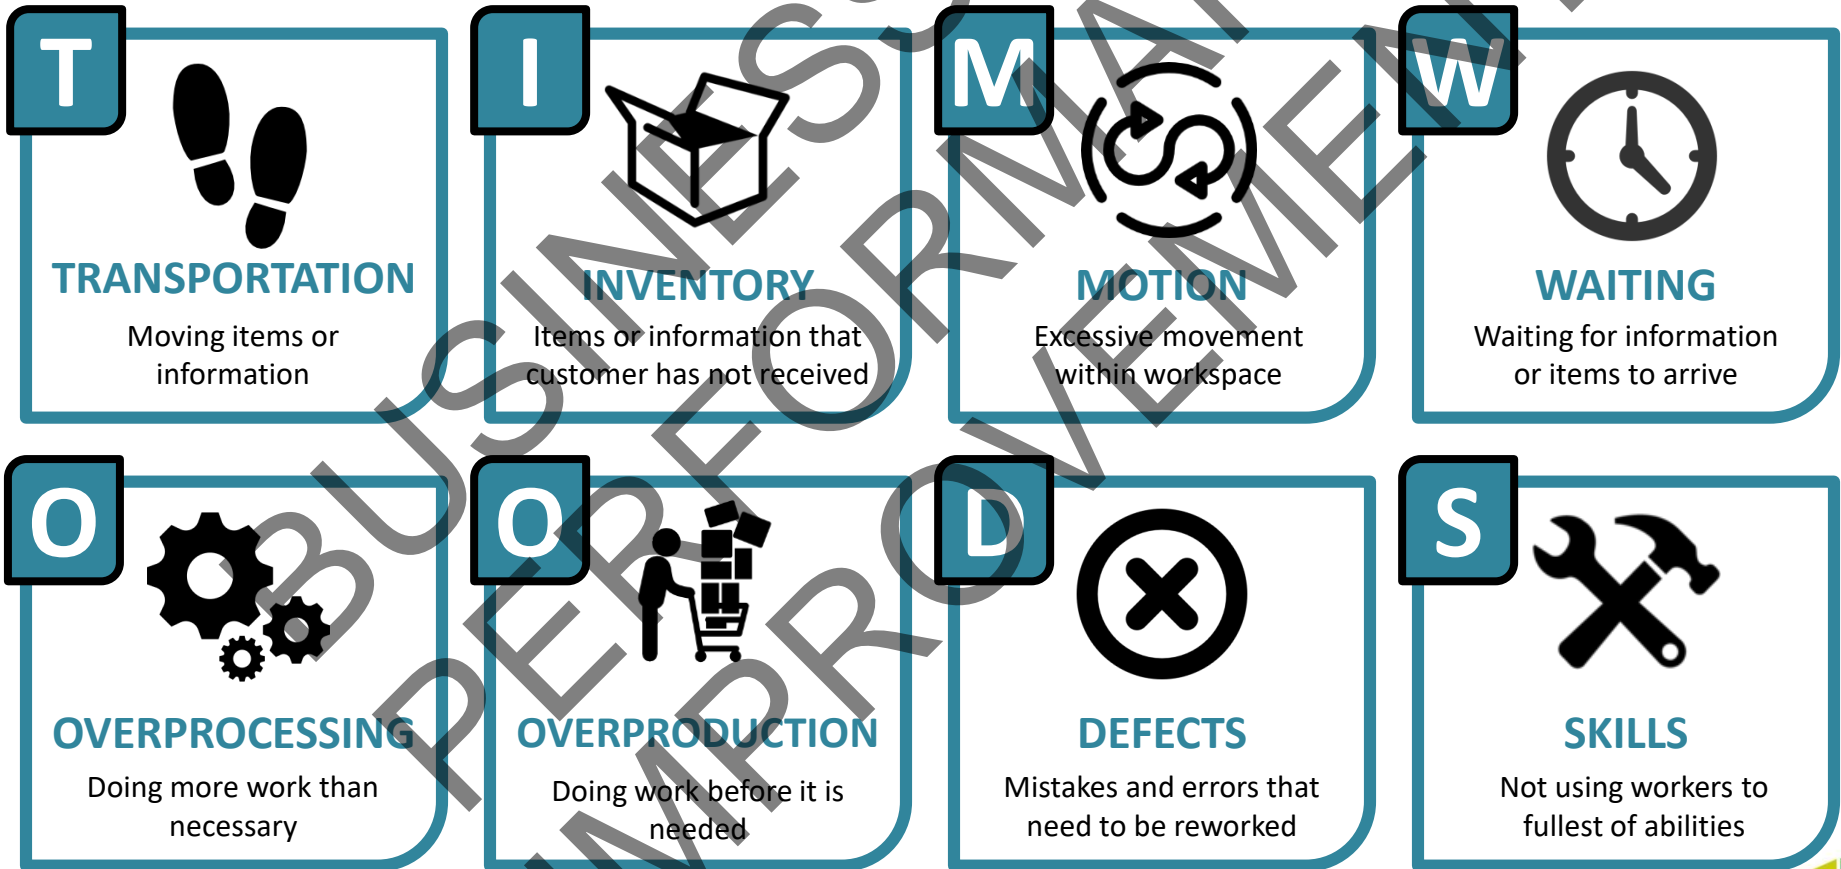 T
TRANSPORTATION
Moving items or
information
I
INVENTORY
Items or information that
customer has not received
M
MOTION
Excessive movement
within workspace
W
WAITING
Waiting for information
or items to arrive
O
OVERPROCESSING
Doing more work than
necessary
O
OVERPRODUCTION
Doing work before it is
needed
D
DEFECTS
Mistakes and errors that
need to be reworked
S
SKILLS
Not using workers to
fullest of abilities
BUSINESS
PERFORMAN
IMPROVEMENT